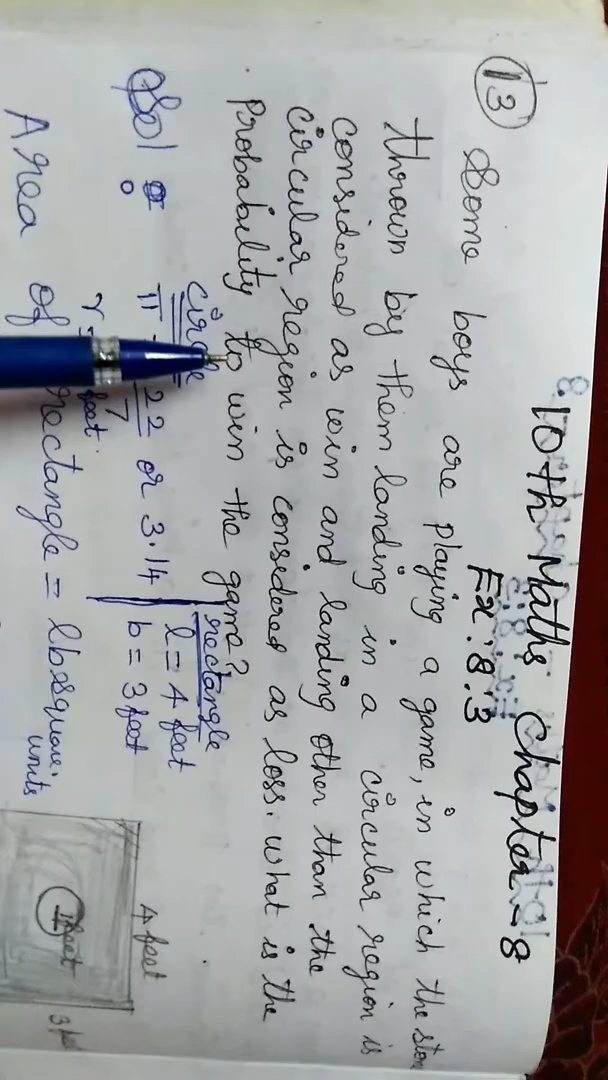 10th Maths Chapter-8
Ex: 8.3
13 Some boys are playing a game, in which the
thrown by them landing in a circular region is
considered as win and landing other than the
circular region is considered as loss. what is the
Probability to win the game?
Sol:
circle
rectangle
π 22/7 or 3.14
l = 4 feet
r= feet.
b = 3 feet
Area of rectangle = lb square.
units
4 feet
1 feet
3